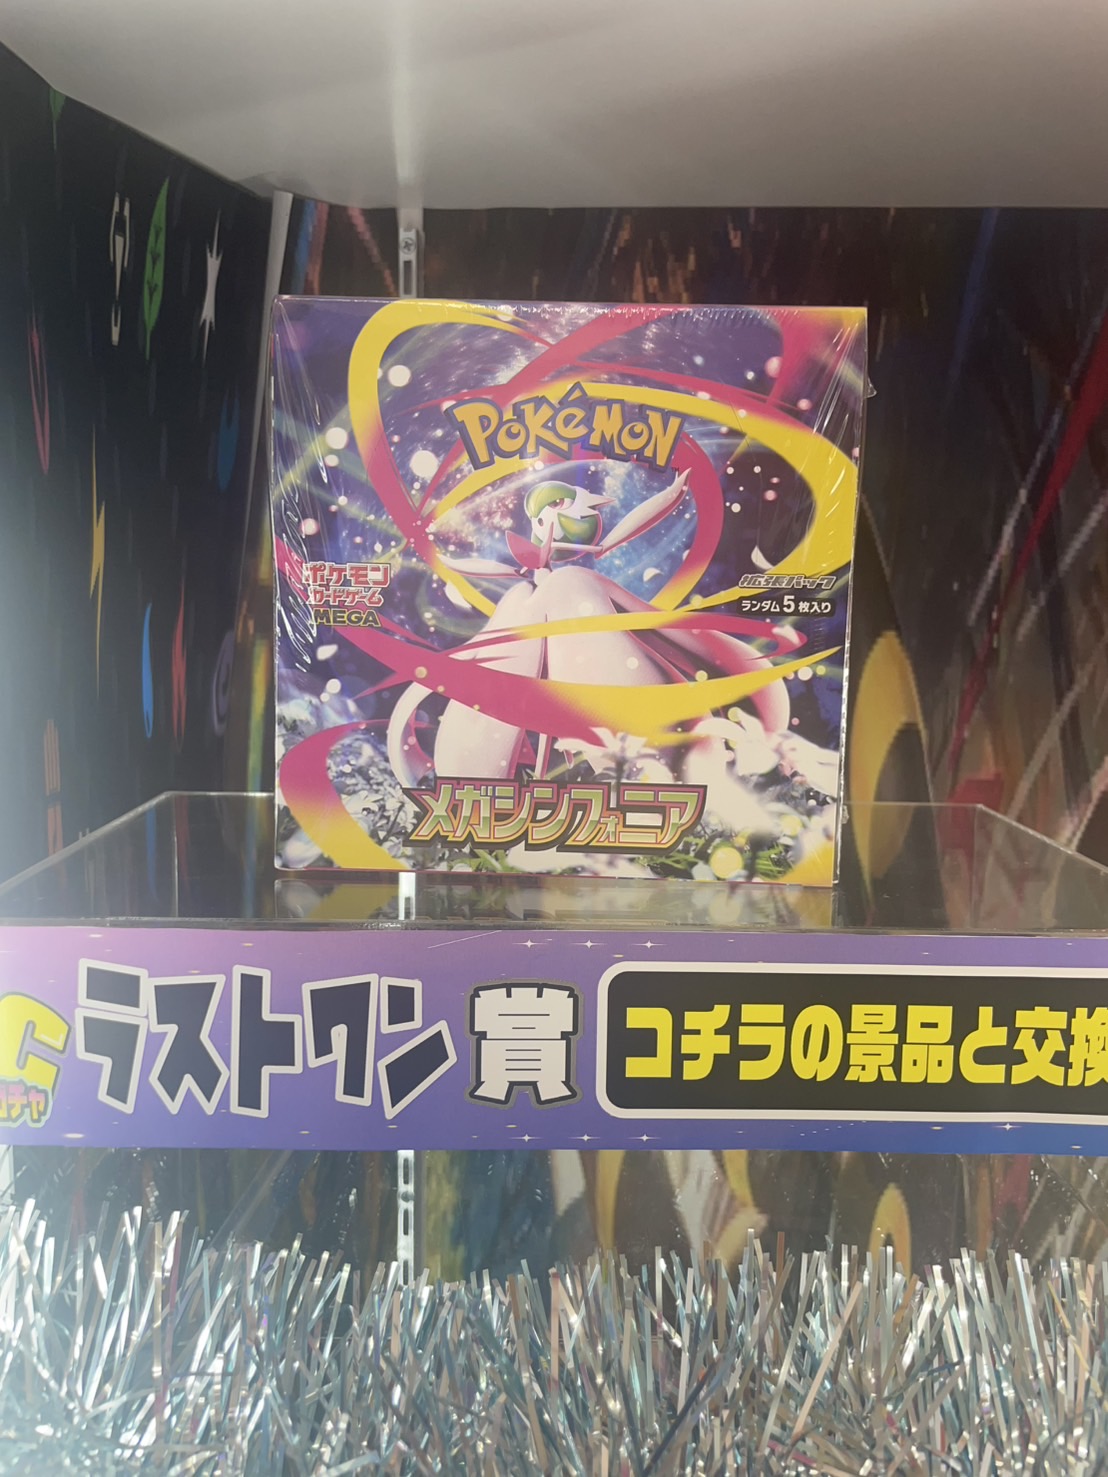 POKéMON
ポケモン
カードゲーム
MEGA
拡張パック
ランダム5枚入り
メガシンフォニア
ラストワン賞
コチラの景品と交換